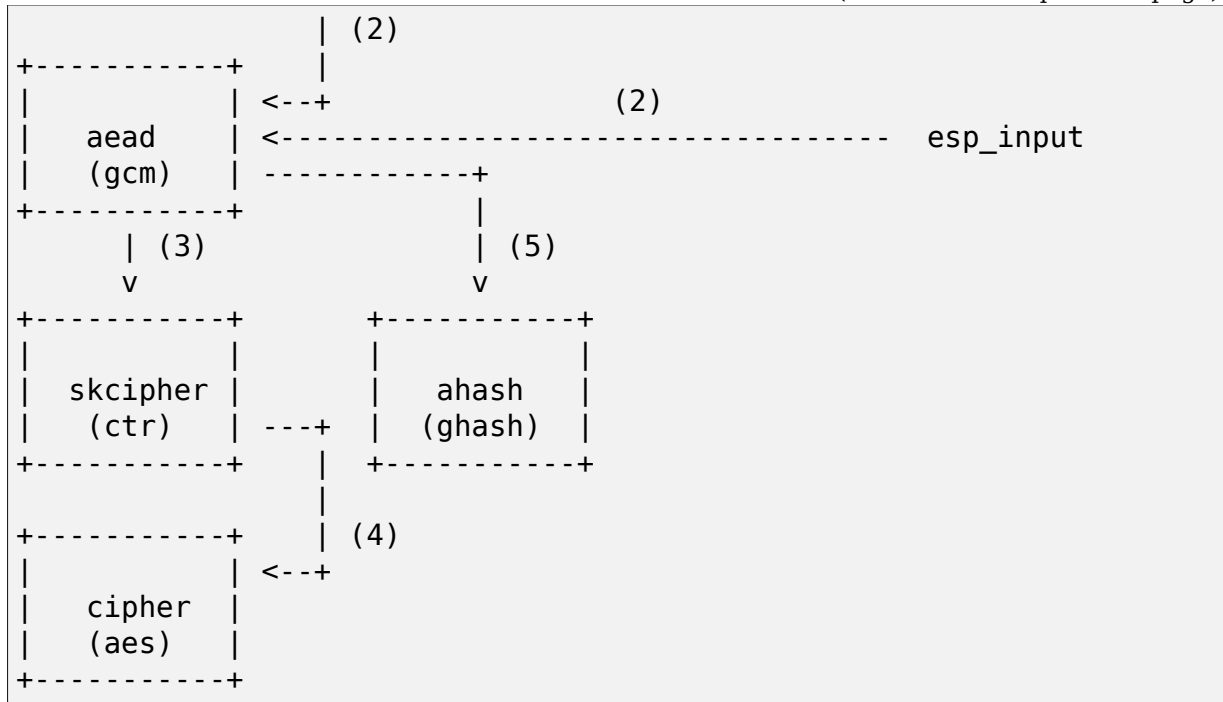 | (2)
+-----------+    |
|           | <--+                (2)
|   aead    | <----------------------------------- esp_input
|   (gcm)   | ------------+
+-----------+             |
      | (3)               | (5)
      v                   v
+-----------+       +-----------+
|           |       |           |
|  skcipher |       |   ahash   |
|   (ctr)   | ---+  |  (ghash)  |
+-----------+    |  +-----------+
                 |
+-----------+    | (4)
|           | <--+
|   cipher  |
|   (aes)   |
+-----------+